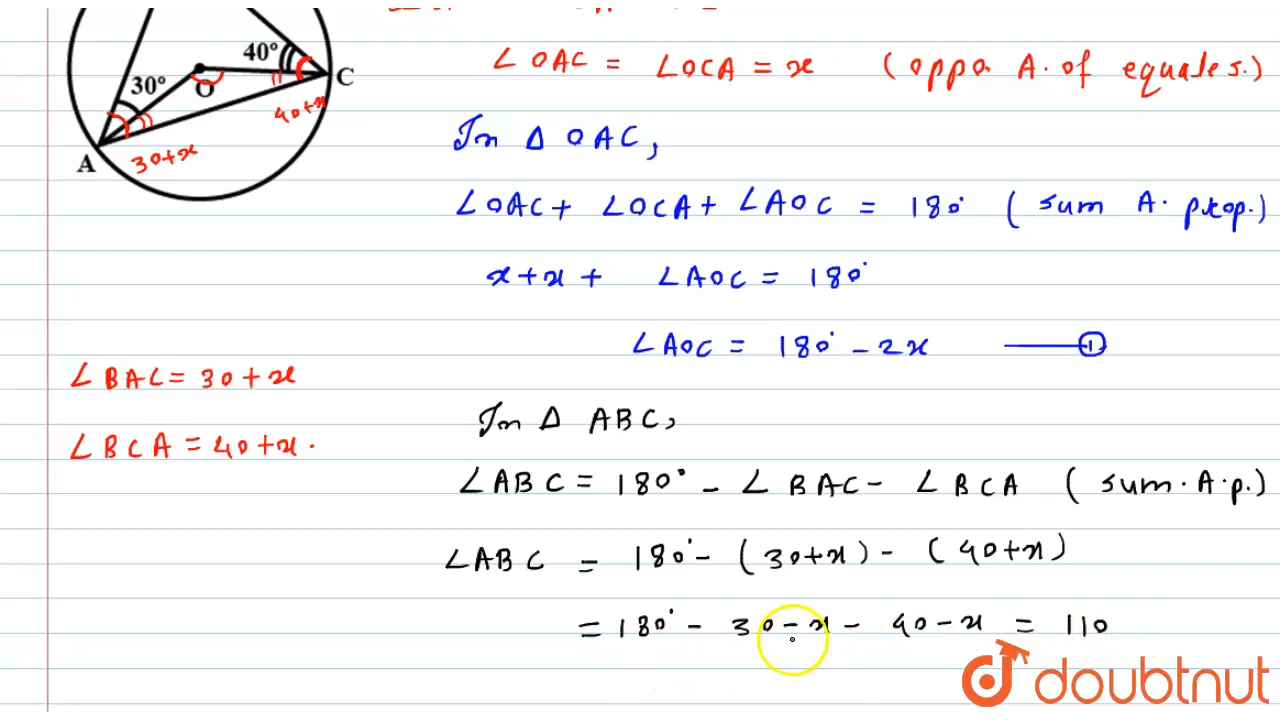 40°
∠OAC = ∠OCA = x (oppo A. of equal s.)
C
30°
O
40+x
A
30+x
In Δ OAC,
∠OAC + ∠OCA + ∠AOC = 180° (sum A. prop.)
x+x + ∠AOC = 180°
∠AOC = 180° - 2x ——①
∠BAC = 30+x
In Δ ABC,
∠BCA = 40+x.
∠ABC = 180° - ∠BAC - ∠BCA (sum.A.p.)
∠ABC = 180° - (30+x) - (40+x)
= 180° - 30 - x - 40 - x = 110
doubtnut